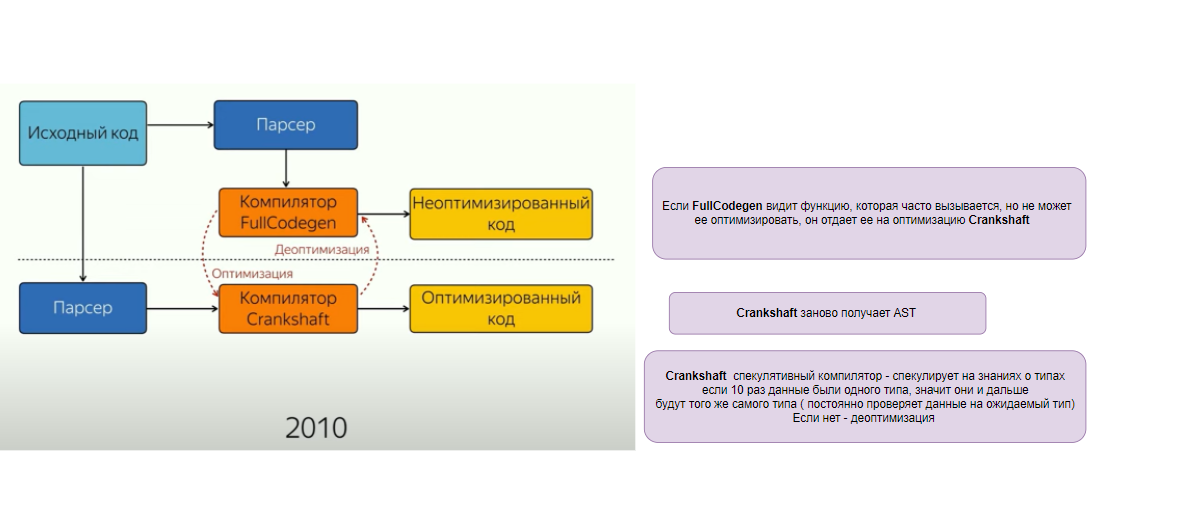 Исходный код
Парсер
Компилятор
FullCodegen
Неоптимизированный
код
Деоптимизация
Оптимизация
Парсер
Компилятор
Crankshaft
Оптимизированный
код
2010
Если FullCodegen видит функцию, которая часто вызывается, но не может
ее оптимизировать, он отдает ее на оптимизацию Crankshaft
Crankshaft заново получает AST
Crankshaft спекулятивный компилятор - спекулирует на знаниях о типах
если 10 раз данные были одного типа, значит они и дальше
будут того же самого типа ( постоянно проверяет данные на ожидаемый тип)
Если нет - деоптимизация